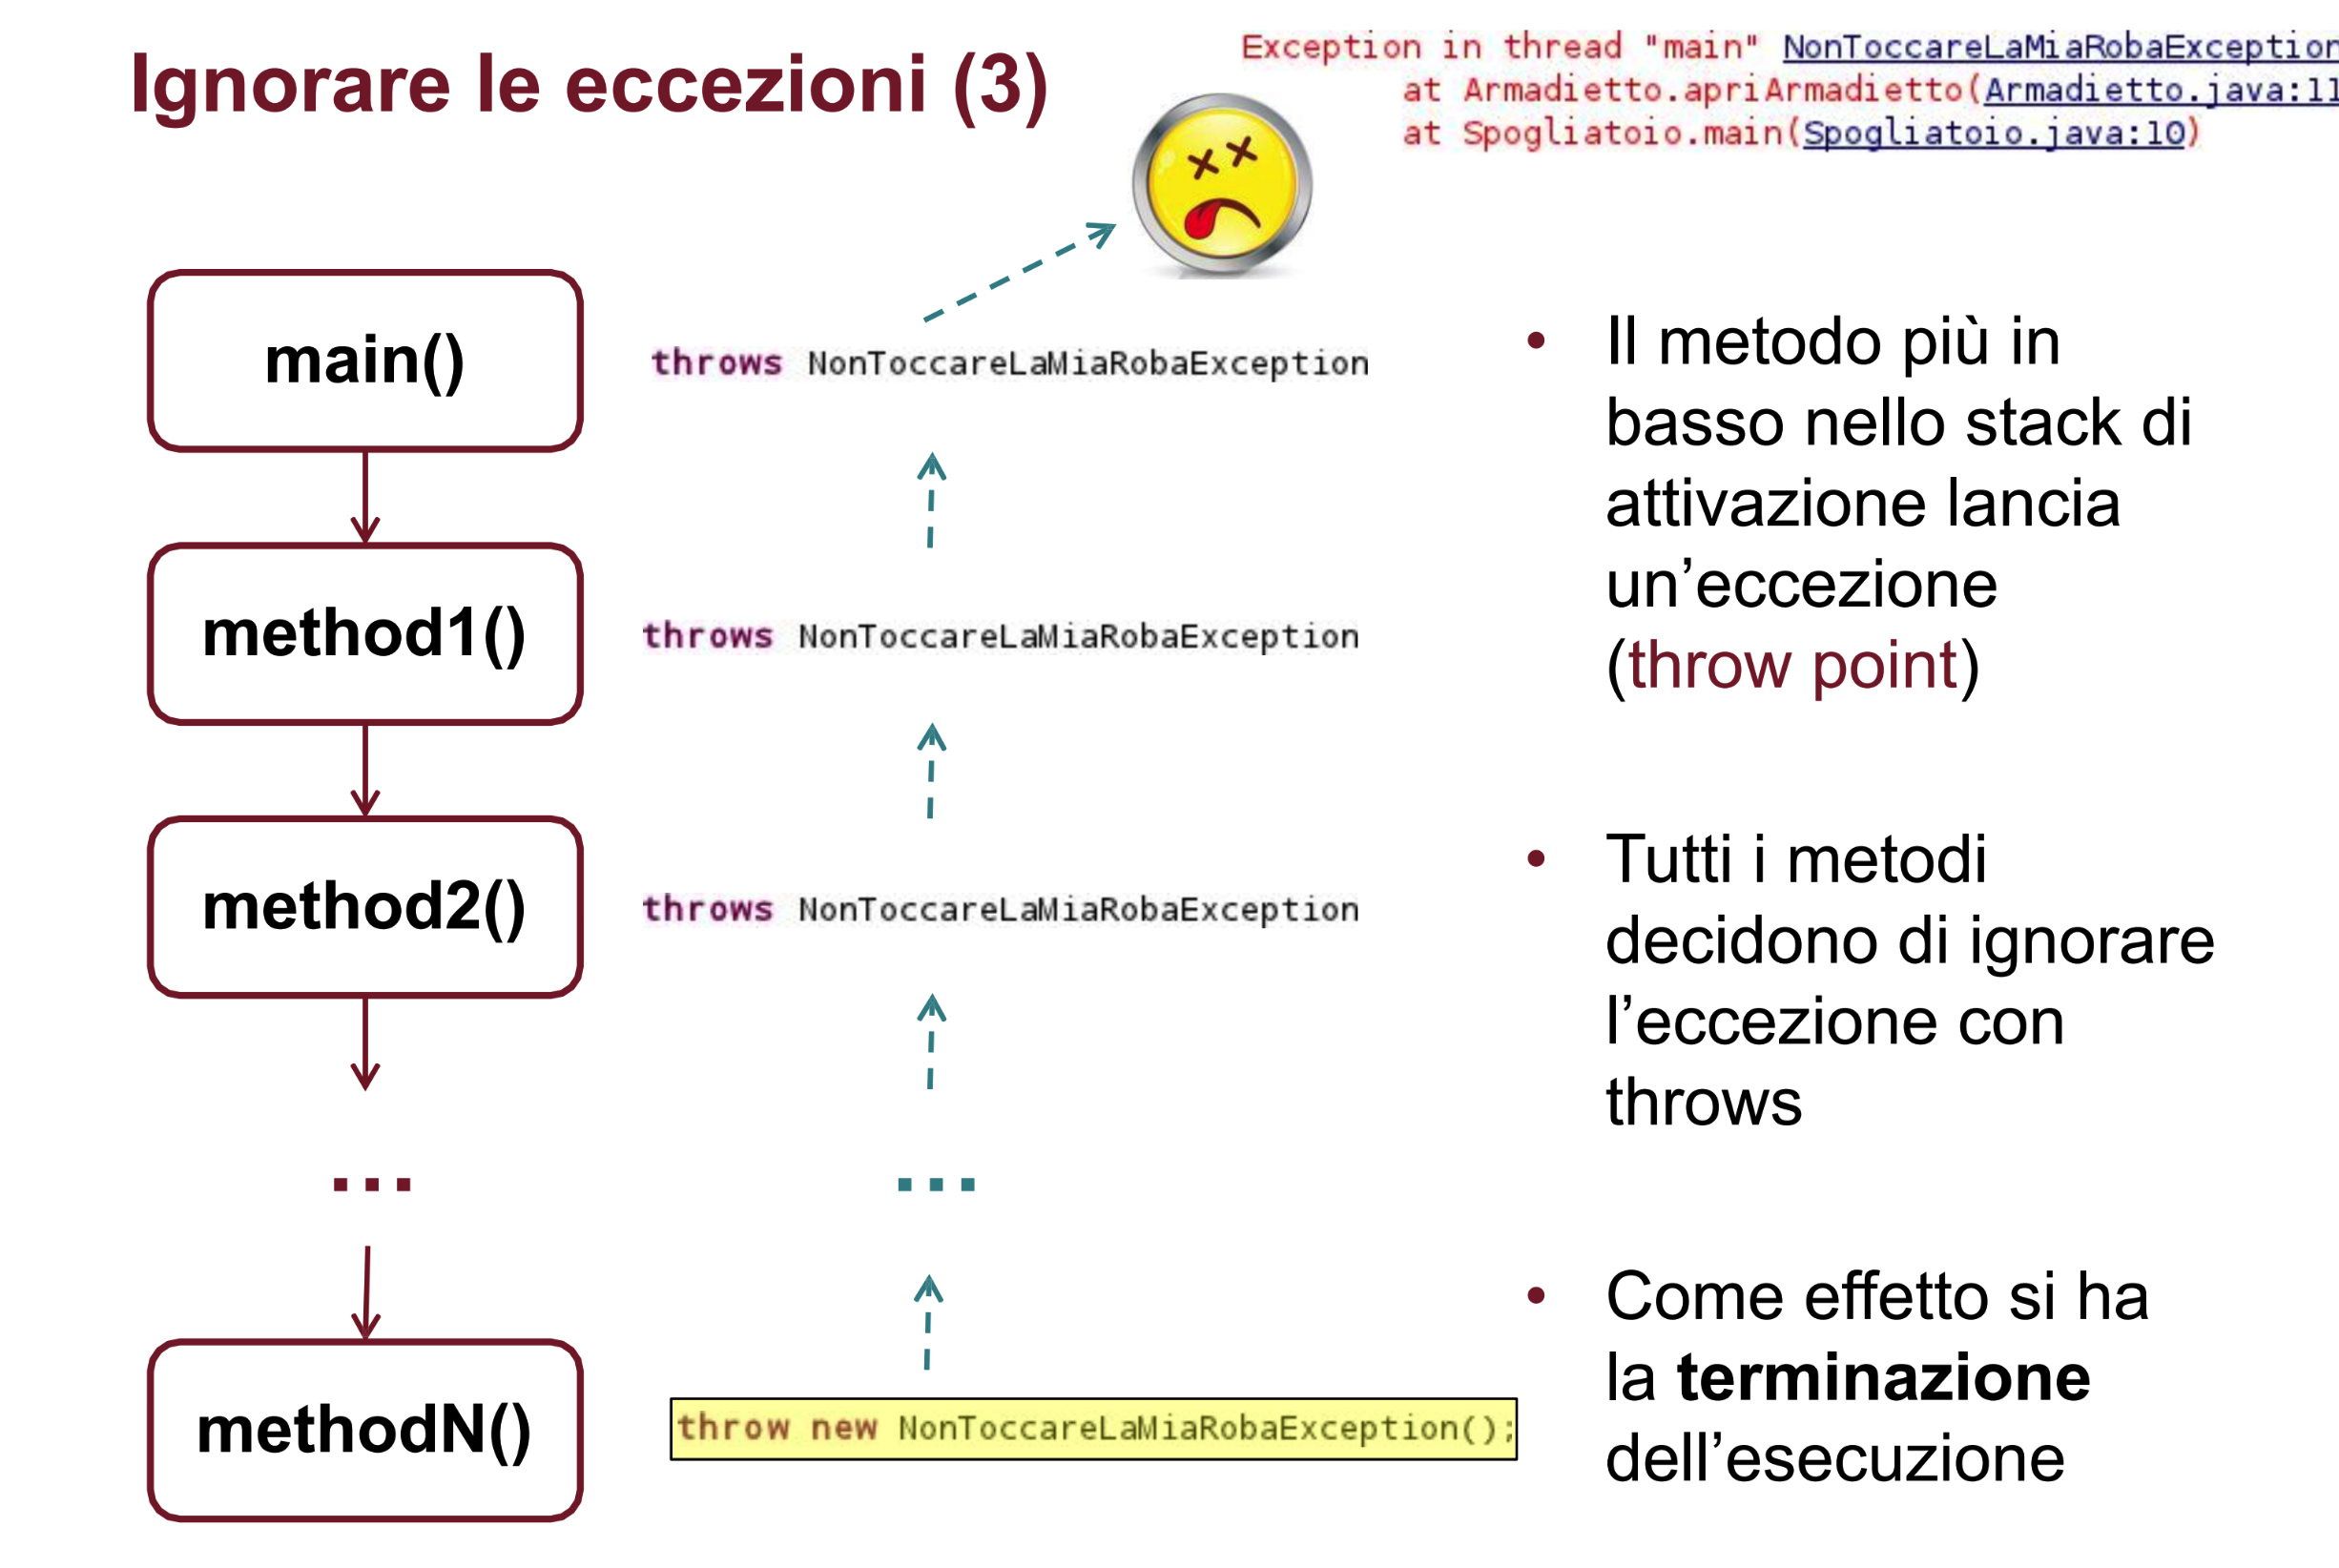 Ignorare le eccezioni (3)
Exception in thread "main" NonToccareLaMiaRobaException
at Armadietto.apriArmadietto(Armadietto.java:11
at Spogliatoio.main(Spogliatoio.java:10)
main()
throws NonToccareLaMiaRobaException
method1()
throws NonToccareLaMiaRobaException
method2()
throws NonToccareLaMiaRobaException
...
...
methodN()
throw new NonToccareLaMiaRobaException();
• Il metodo più in
basso nello stack di
attivazione lancia
un’eccezione
(throw point)
• Tutti i metodi
decidono di ignorare
l’eccezione con
throws
• Come effetto si ha
la terminazione
dell’esecuzione